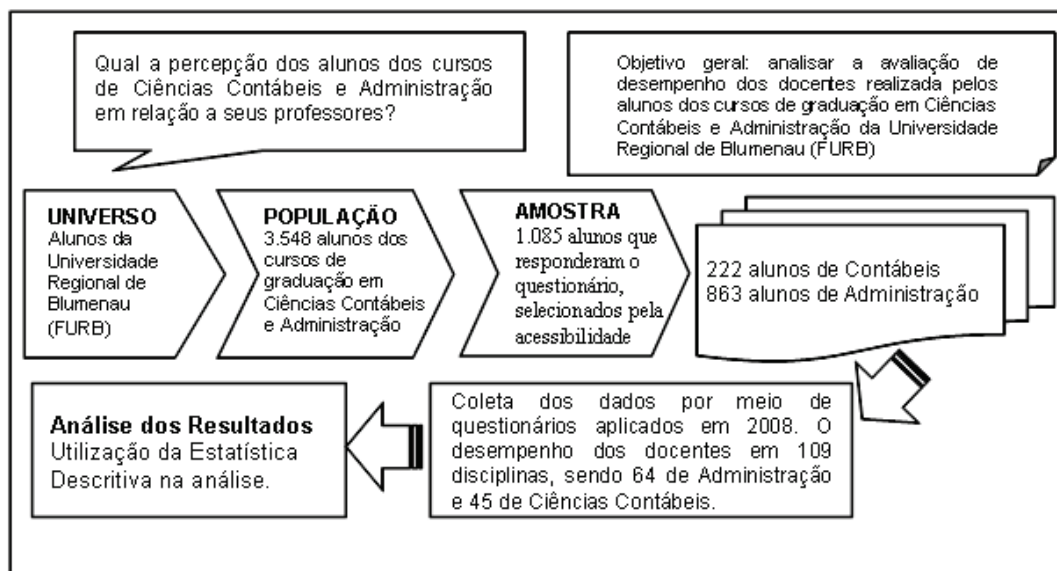 Qual a percepção dos alunos dos cursos
de Ciências Contábeis e Administração
em relação a seus professores?
Objetivo geral: analisar a avaliação de
desempenho dos docentes realizada pelos
alunos dos cursos de graduação em Ciências
Contábeis e Administração da Universidade
Regional de Blumenau (FURB)
UNIVERSO
Alunos da
Universidade
Regional de
Blumenau
(FURB)
POPULAÇÃO
3.548 alunos dos
cursos de
graduação em
Ciências Contábeis
e Administração
AMOSTRA
1.085 alunos que
responderam o
questionário,
selecionados pela
acessibilidade
222 alunos de Contábeis
863 alunos de Administração
Coleta dos dados por meio de
questionários aplicados em 2008. O
desempenho dos docentes em 109
disciplinas, sendo 64 de Administração
e 45 de Ciências Contábeis.
Análise dos Resultados
Utilização da Estatística
Descritiva na análise.